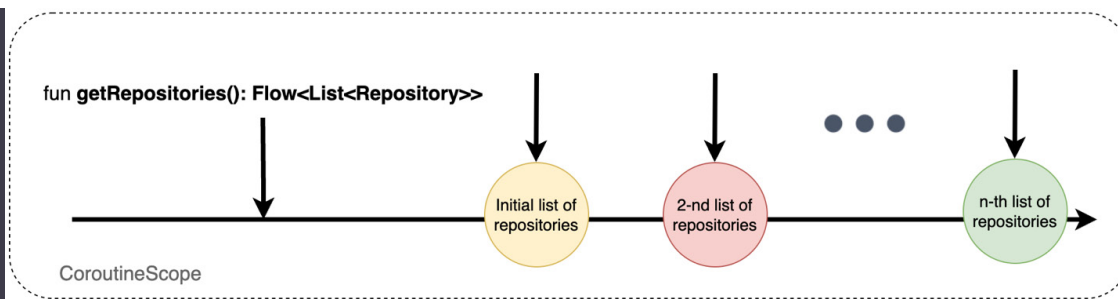 fun getRepositories(): Flow<List<Repository>>
Initial list of
repositories
2-nd list of
repositories
n-th list of
repositories
CoroutineScope